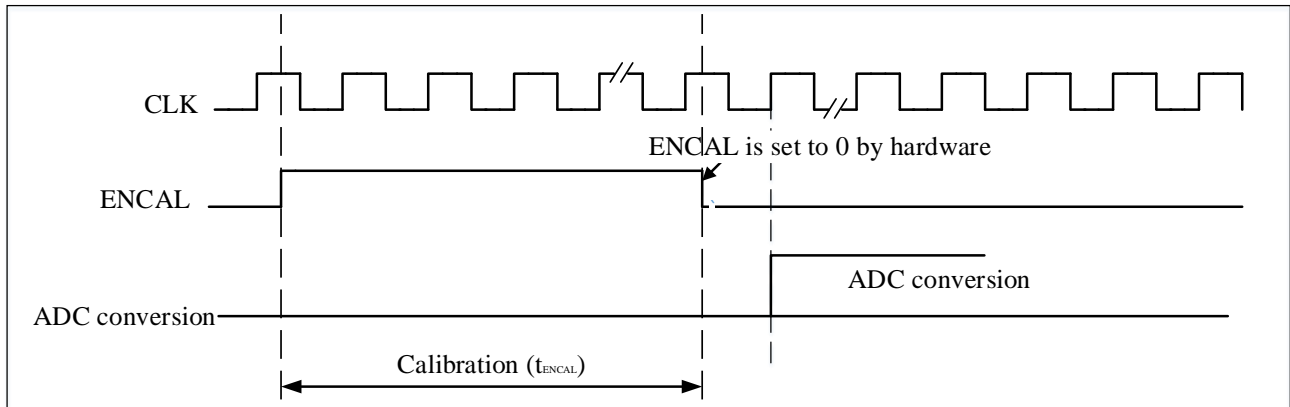 CLK
ENCAL is set to 0 by hardware
ENCAL
ADC conversion
ADC conversion
Calibration (tENCAL)